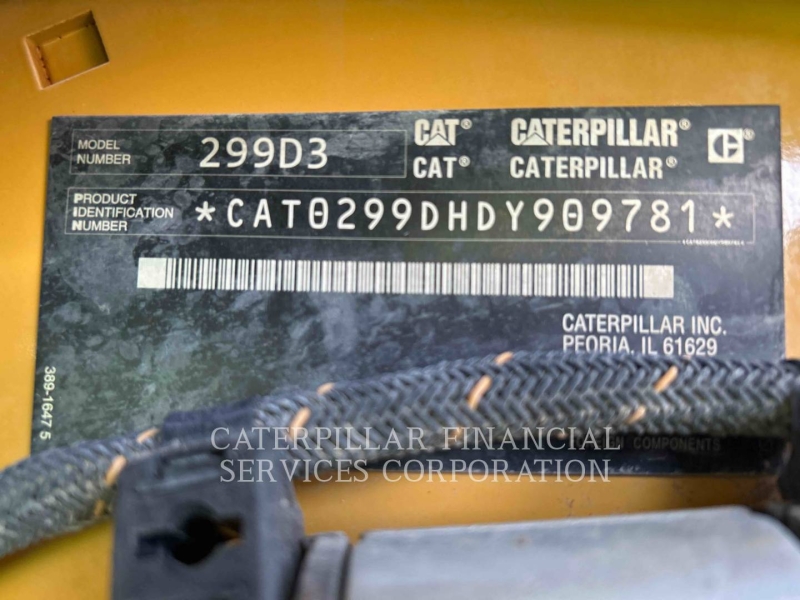 MODEL NUMBER 299D3
CAT® CATERPILLAR®
CAT® CATERPILLAR®
PRODUCT IDENTIFICATION NUMBER *CAT0299DHDY909781*
CATERPILLAR INC.
PEORIA, IL 61629
389-1647 5
COMPONENTS
CATERPILLAR FINANCIAL
SERVICES CORPORATION